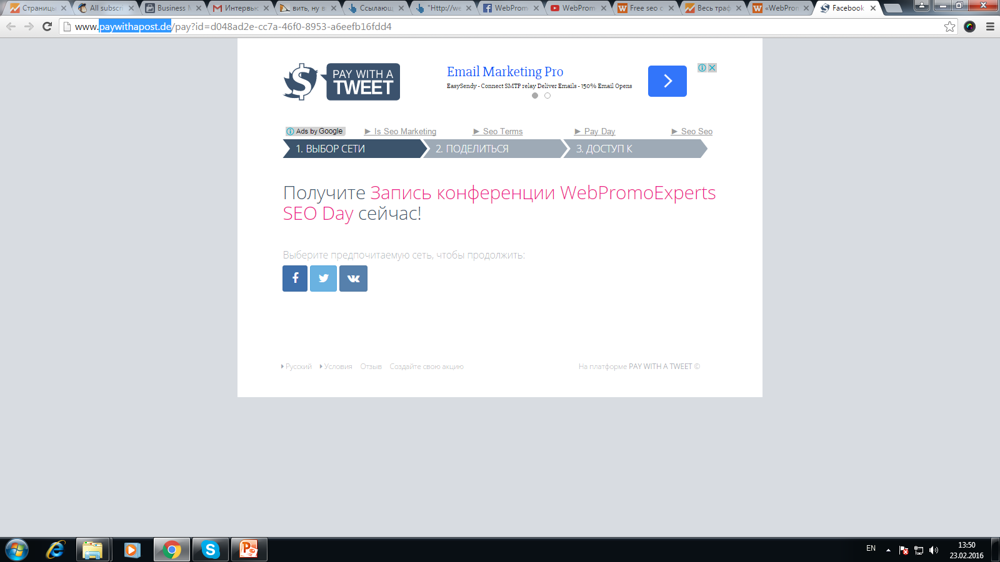 Страницы
All subscri
Business M
Интервью
вить, ну в
Ссылающ
"Http://we
WebPromo
WebProm
Free seo c
Весь траф
«WebPron
Facebook
www.paywithapost.de/pay?id=d048ad2e-cc7a-46f0-8953-a6eefb16fdd4
PAY WITH A
TWEET
Email Marketing Pro
EasySendy - Connect SMTP relay Deliver Emails - 150% Email Opens
Ads by Google
► Is Seo Marketing
► Seo Terms
► Pay Day
► Seo Seo
1. ВЫБОР СЕТИ
2. ПОДЕЛИТЬСЯ
3. ДОСТУП К
Получите Запись конференции WebPromoExperts
SEO Day сейчас!
Выберите предпочитаемую сеть, чтобы продолжить:
Русский
Условия
Отзыв
Создайте свою акцию
На платформе PAY WITH A TWEET ©
EN
13:50
23.02.2016